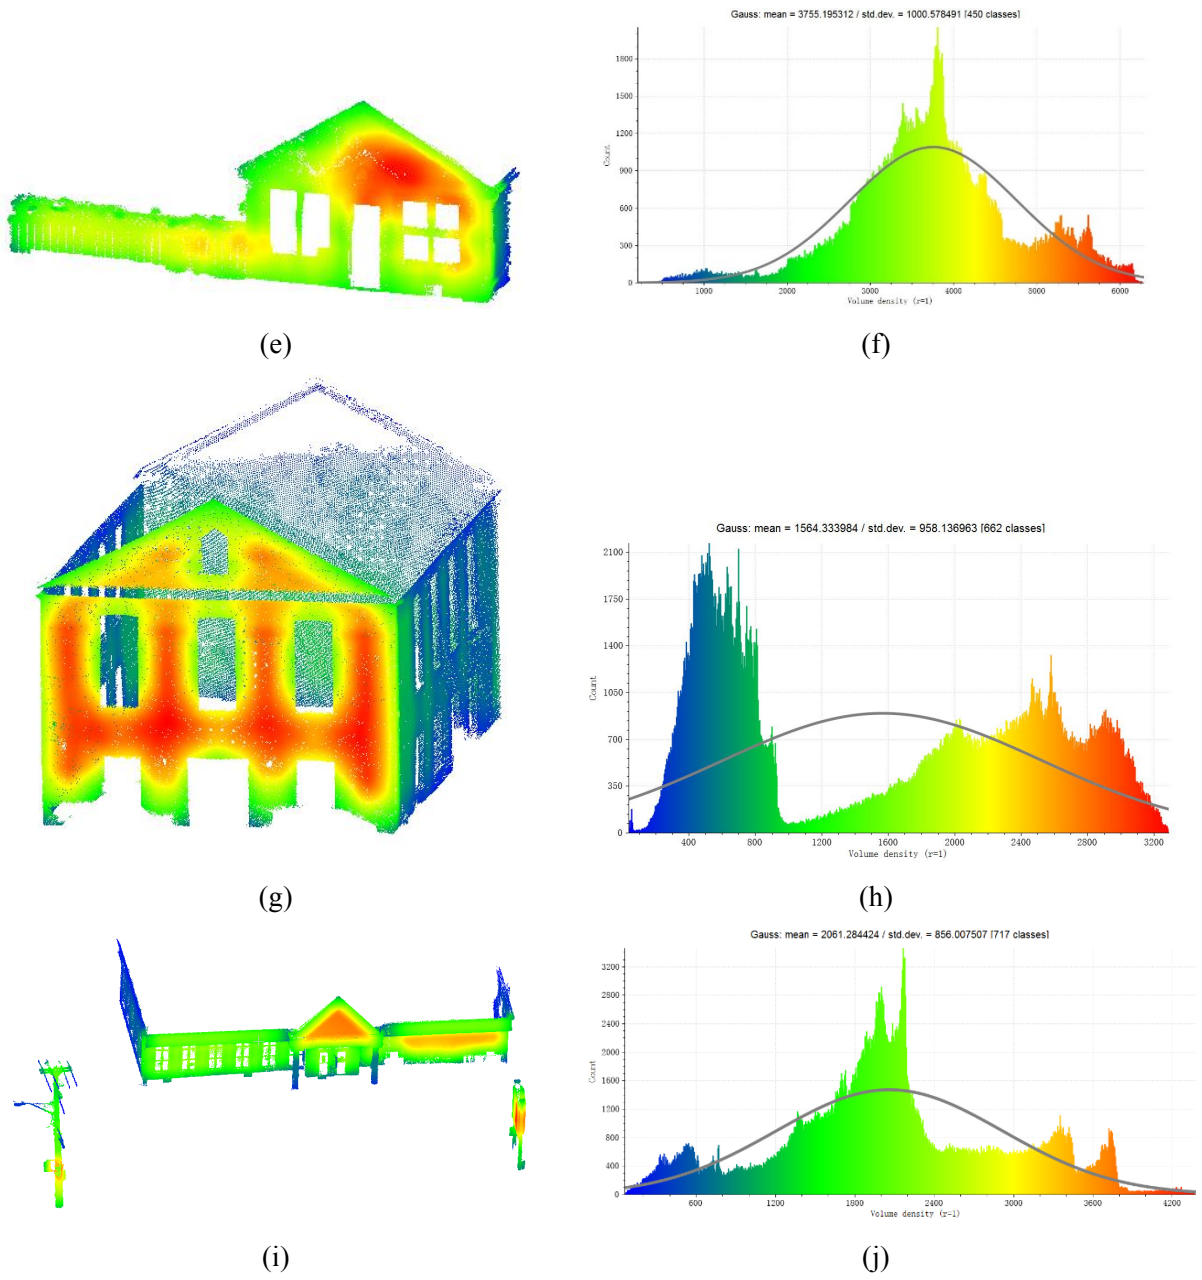 Gauss: mean = 3755.195312 / std.dev. = 1000.578491 [450 classes]
1800
1500
1200
900
600
300
0
Count
1000 2000 3000 4000 5000 6000
Volume density (r=1)
(e) (f)
Gauss: mean = 1564.333984 / std.dev. = 958.136963 [662 classes]
2100
1750
1400
1050
700
350
0
Count
400 800 1200 1600 2000 2400 2800 3200
Volume density (r=1)
(g) (h)
Gauss: mean = 2061.284424 / std.dev. = 856.007507 [717 classes]
3200
2800
2400
2000
1600
1200
800
400
0
Count
600 1200 1800 2400 3000 3600 4200
Volume density (r=1)
(i) (j)